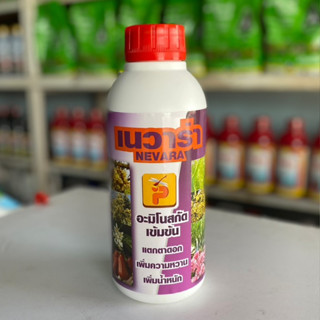 เนวาร่า
NEVARA
อะมิโนสกัด
เข้มข้น
แตกตาดอก
เพิ่มความหวาน
เพิ่มน้ำหนัก